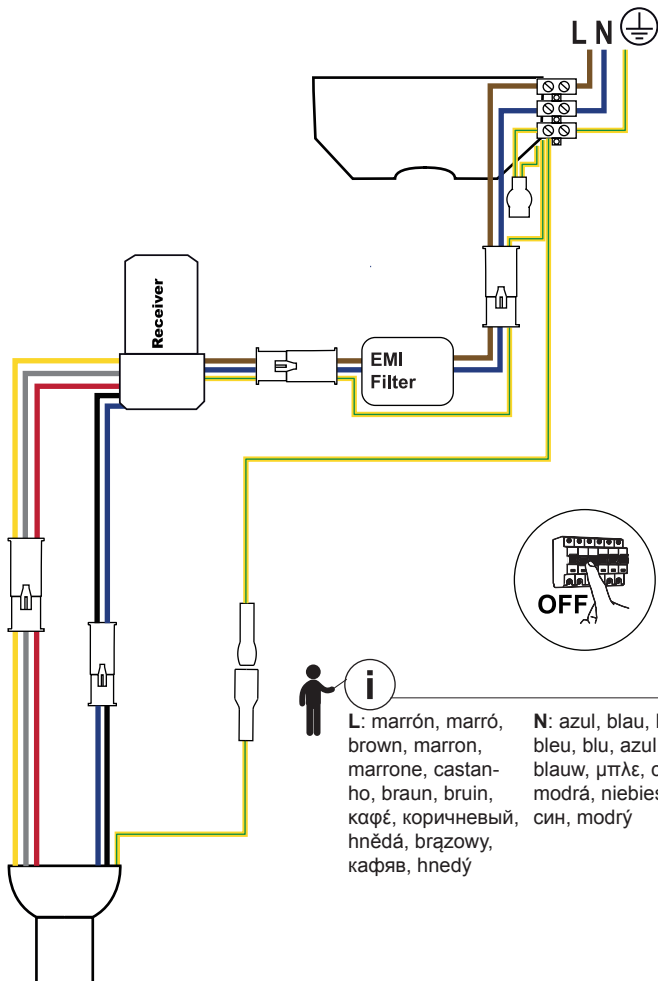 L N
Receiver
EMI
Filter
OFF
i
L: marrón, marró,
brown, marron,
marrone, castan-
ho, braun, bruin,
καφέ, коричневый,
hnědá, brązowy,
кафяв, hnedý
N: azul, blau,
bleu, blu, azul
blauw, μπλε,
modrá, niebies
син, modrý